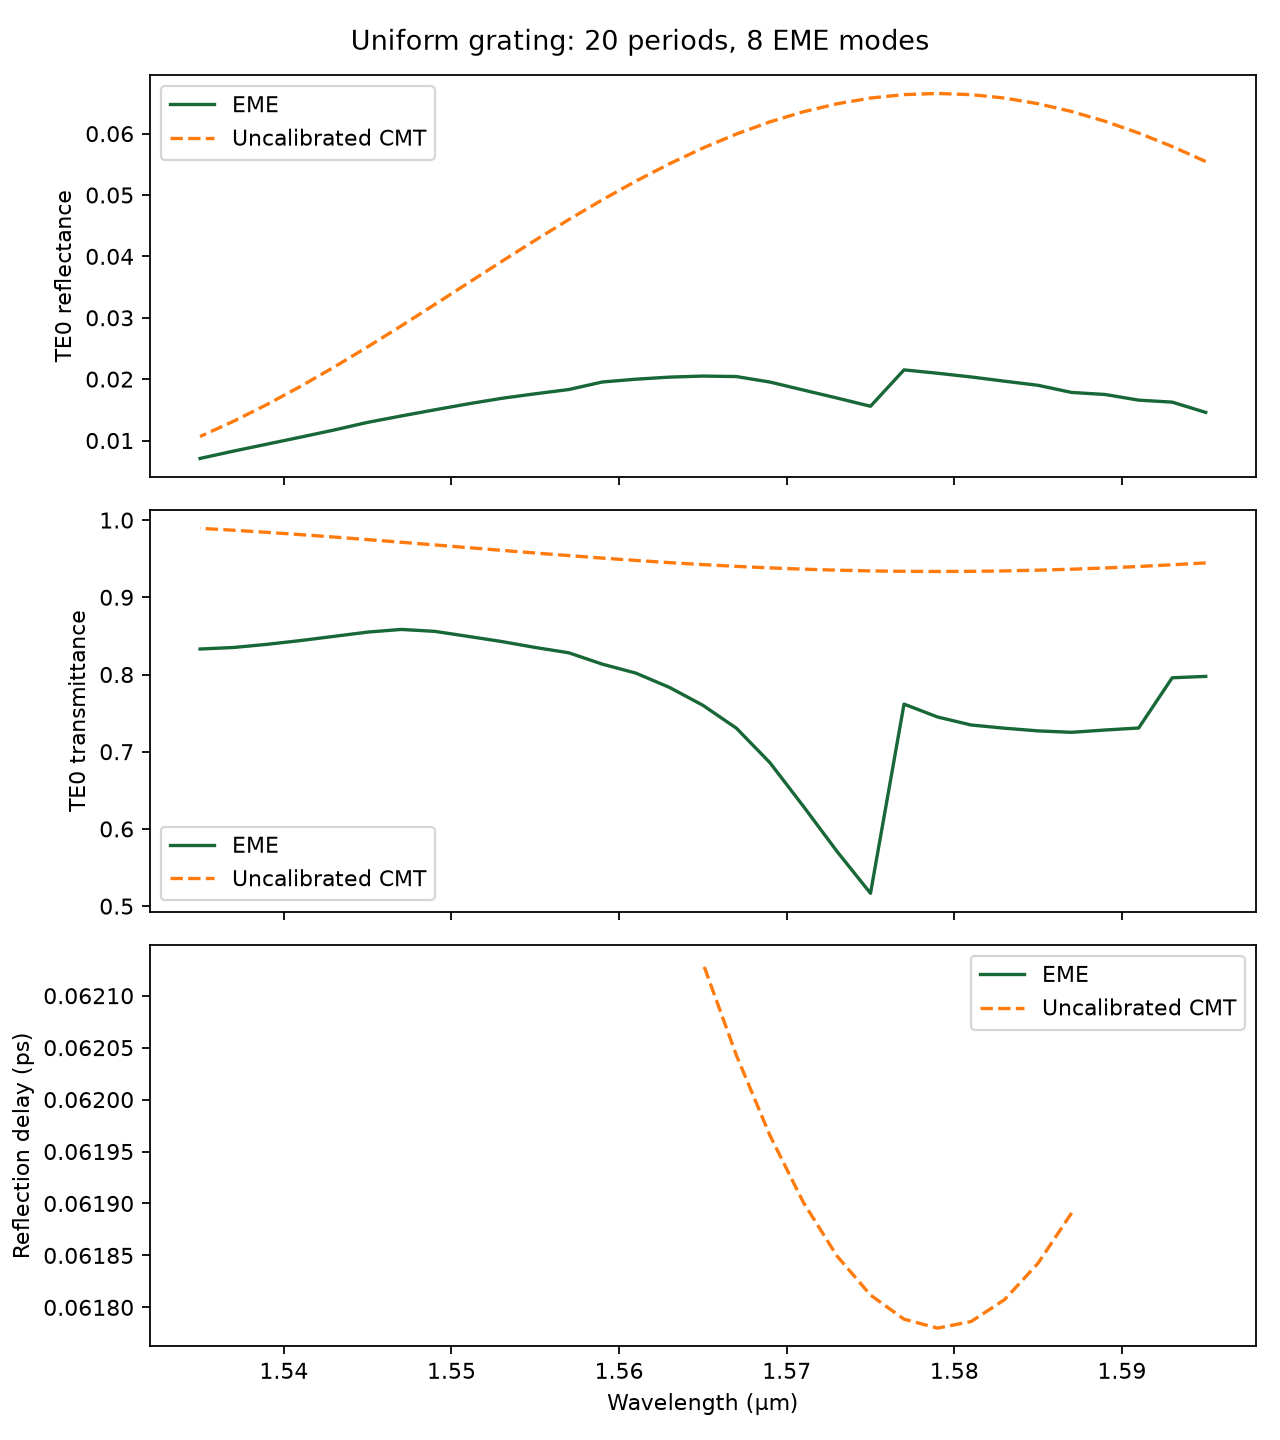 Uniform grating: 20 periods, 8 EME modes
EME
Uncalibrated CMT
TE0 reflectance
0.06
0.05
0.04
0.03
0.02
0.01
EME
Uncalibrated CMT
TE0 transmittance
1.0
0.9
0.8
0.7
0.6
0.5
EME
Uncalibrated CMT
Reflection delay (ps)
0.06210
0.06205
0.06200
0.06195
0.06190
0.06185
0.06180
1.54 1.55 1.56 1.57 1.58 1.59
Wavelength (µm)